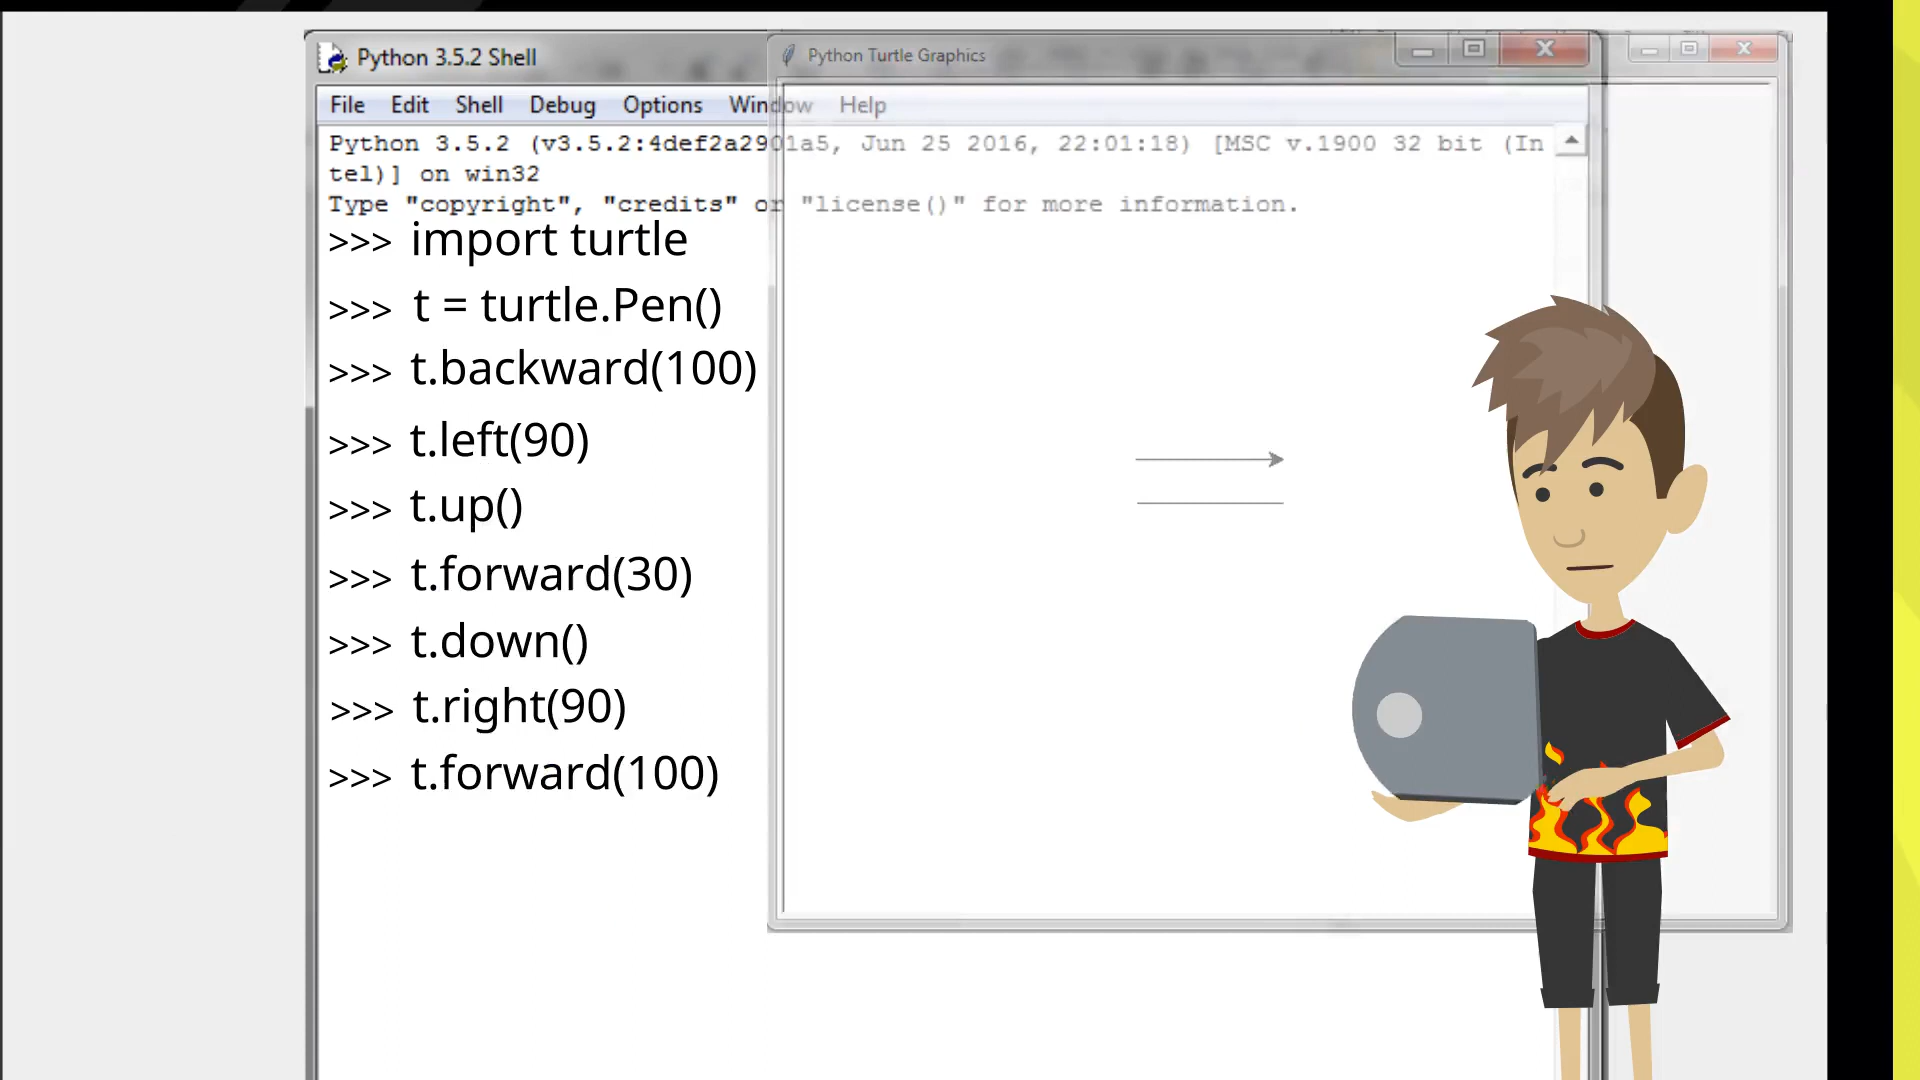 Python 3.5.2 Shell
Python Turtle Graphics
File Edit Shell Debug Options Window Help
Python 3.5.2 (v3.5.2:4def2a2901a5, Jun 25 2016, 22:01:18) [MSC v.1900 32 bit (In
tel)] on win32
Type "copyright", "credits" or "license()" for more information.
>>> import turtle
>>> t = turtle.Pen()
>>> t.backward(100)
>>> t.left(90)
>>> t.up()
>>> t.forward(30)
>>> t.down()
>>> t.right(90)
>>> t.forward(100)